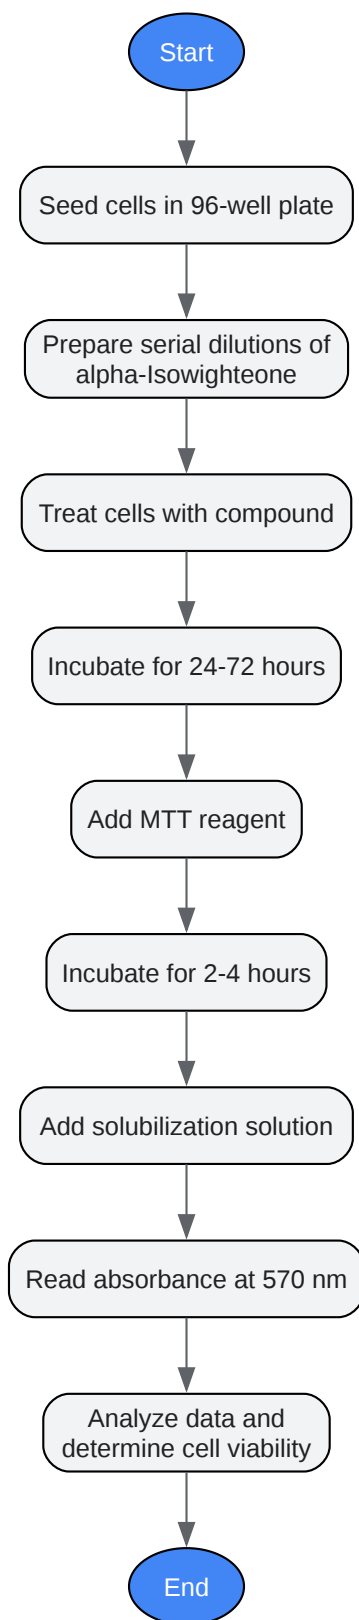 Start
Seed cells in 96-well plate
Prepare serial dilutions of
alpha-Isowighteone
Treat cells with compound
Incubate for 24-72 hours
Add MTT reagent
Incubate for 2-4 hours
Add solubilization solution
Read absorbance at 570 nm
Analyze data and
determine cell viability
End